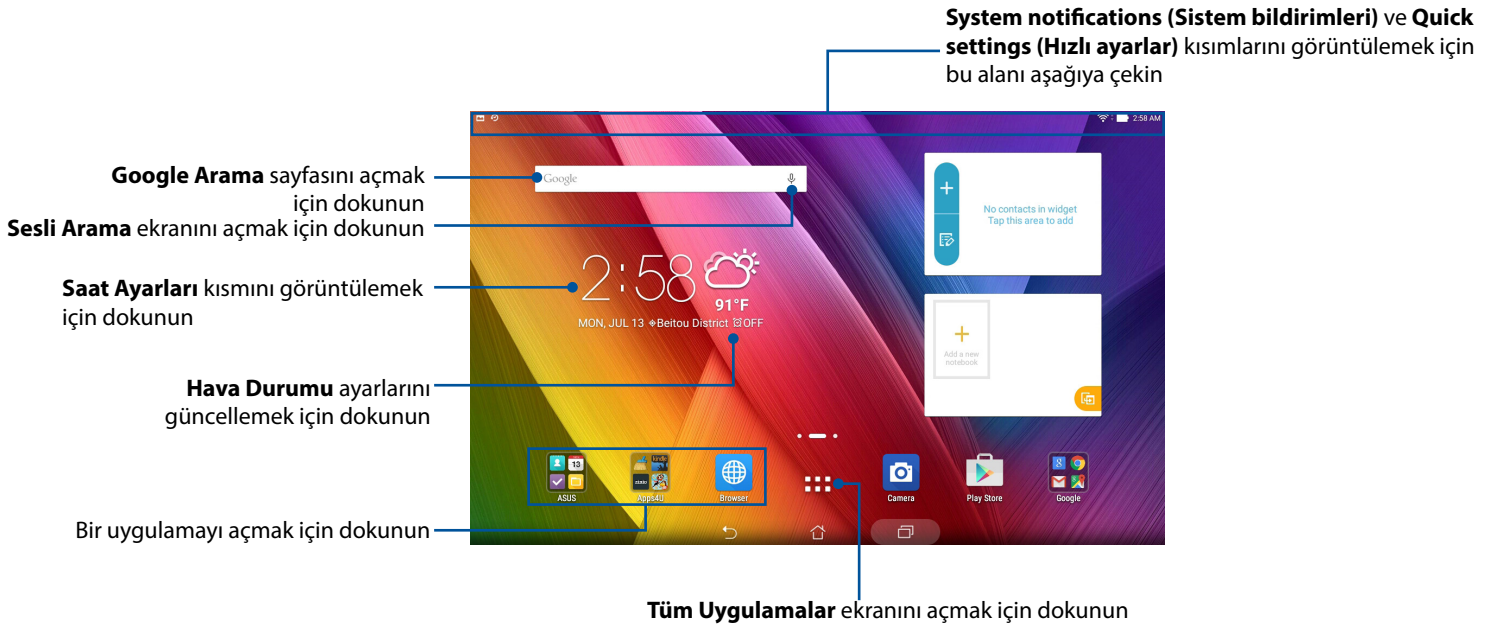 System notifications (Sistem bildirimleri) ve Quick
settings (Hızlı ayarlar) kısımlarını görüntülemek için
bu alanı aşağıya çekin
2:58 AM
Google Arama sayfasını açmak
için dokunun
Sesli Arama ekranını açmak için dokunun
Saat Ayarları kısmını görüntülemek
için dokunun
Hava Durumu ayarlarını
güncellemek için dokunun
Bir uygulamayı açmak için dokunun
Google
No contacts in widget
Tap this area to add
2:58
91°F
MON, JUL 13 Beitou District OFF
Add a new
notebook
13
kindle
zinio
8
ASUS
Apps4U
Browser
Camera
Play Store
Google
Tüm Uygulamalar ekranını açmak için dokunun